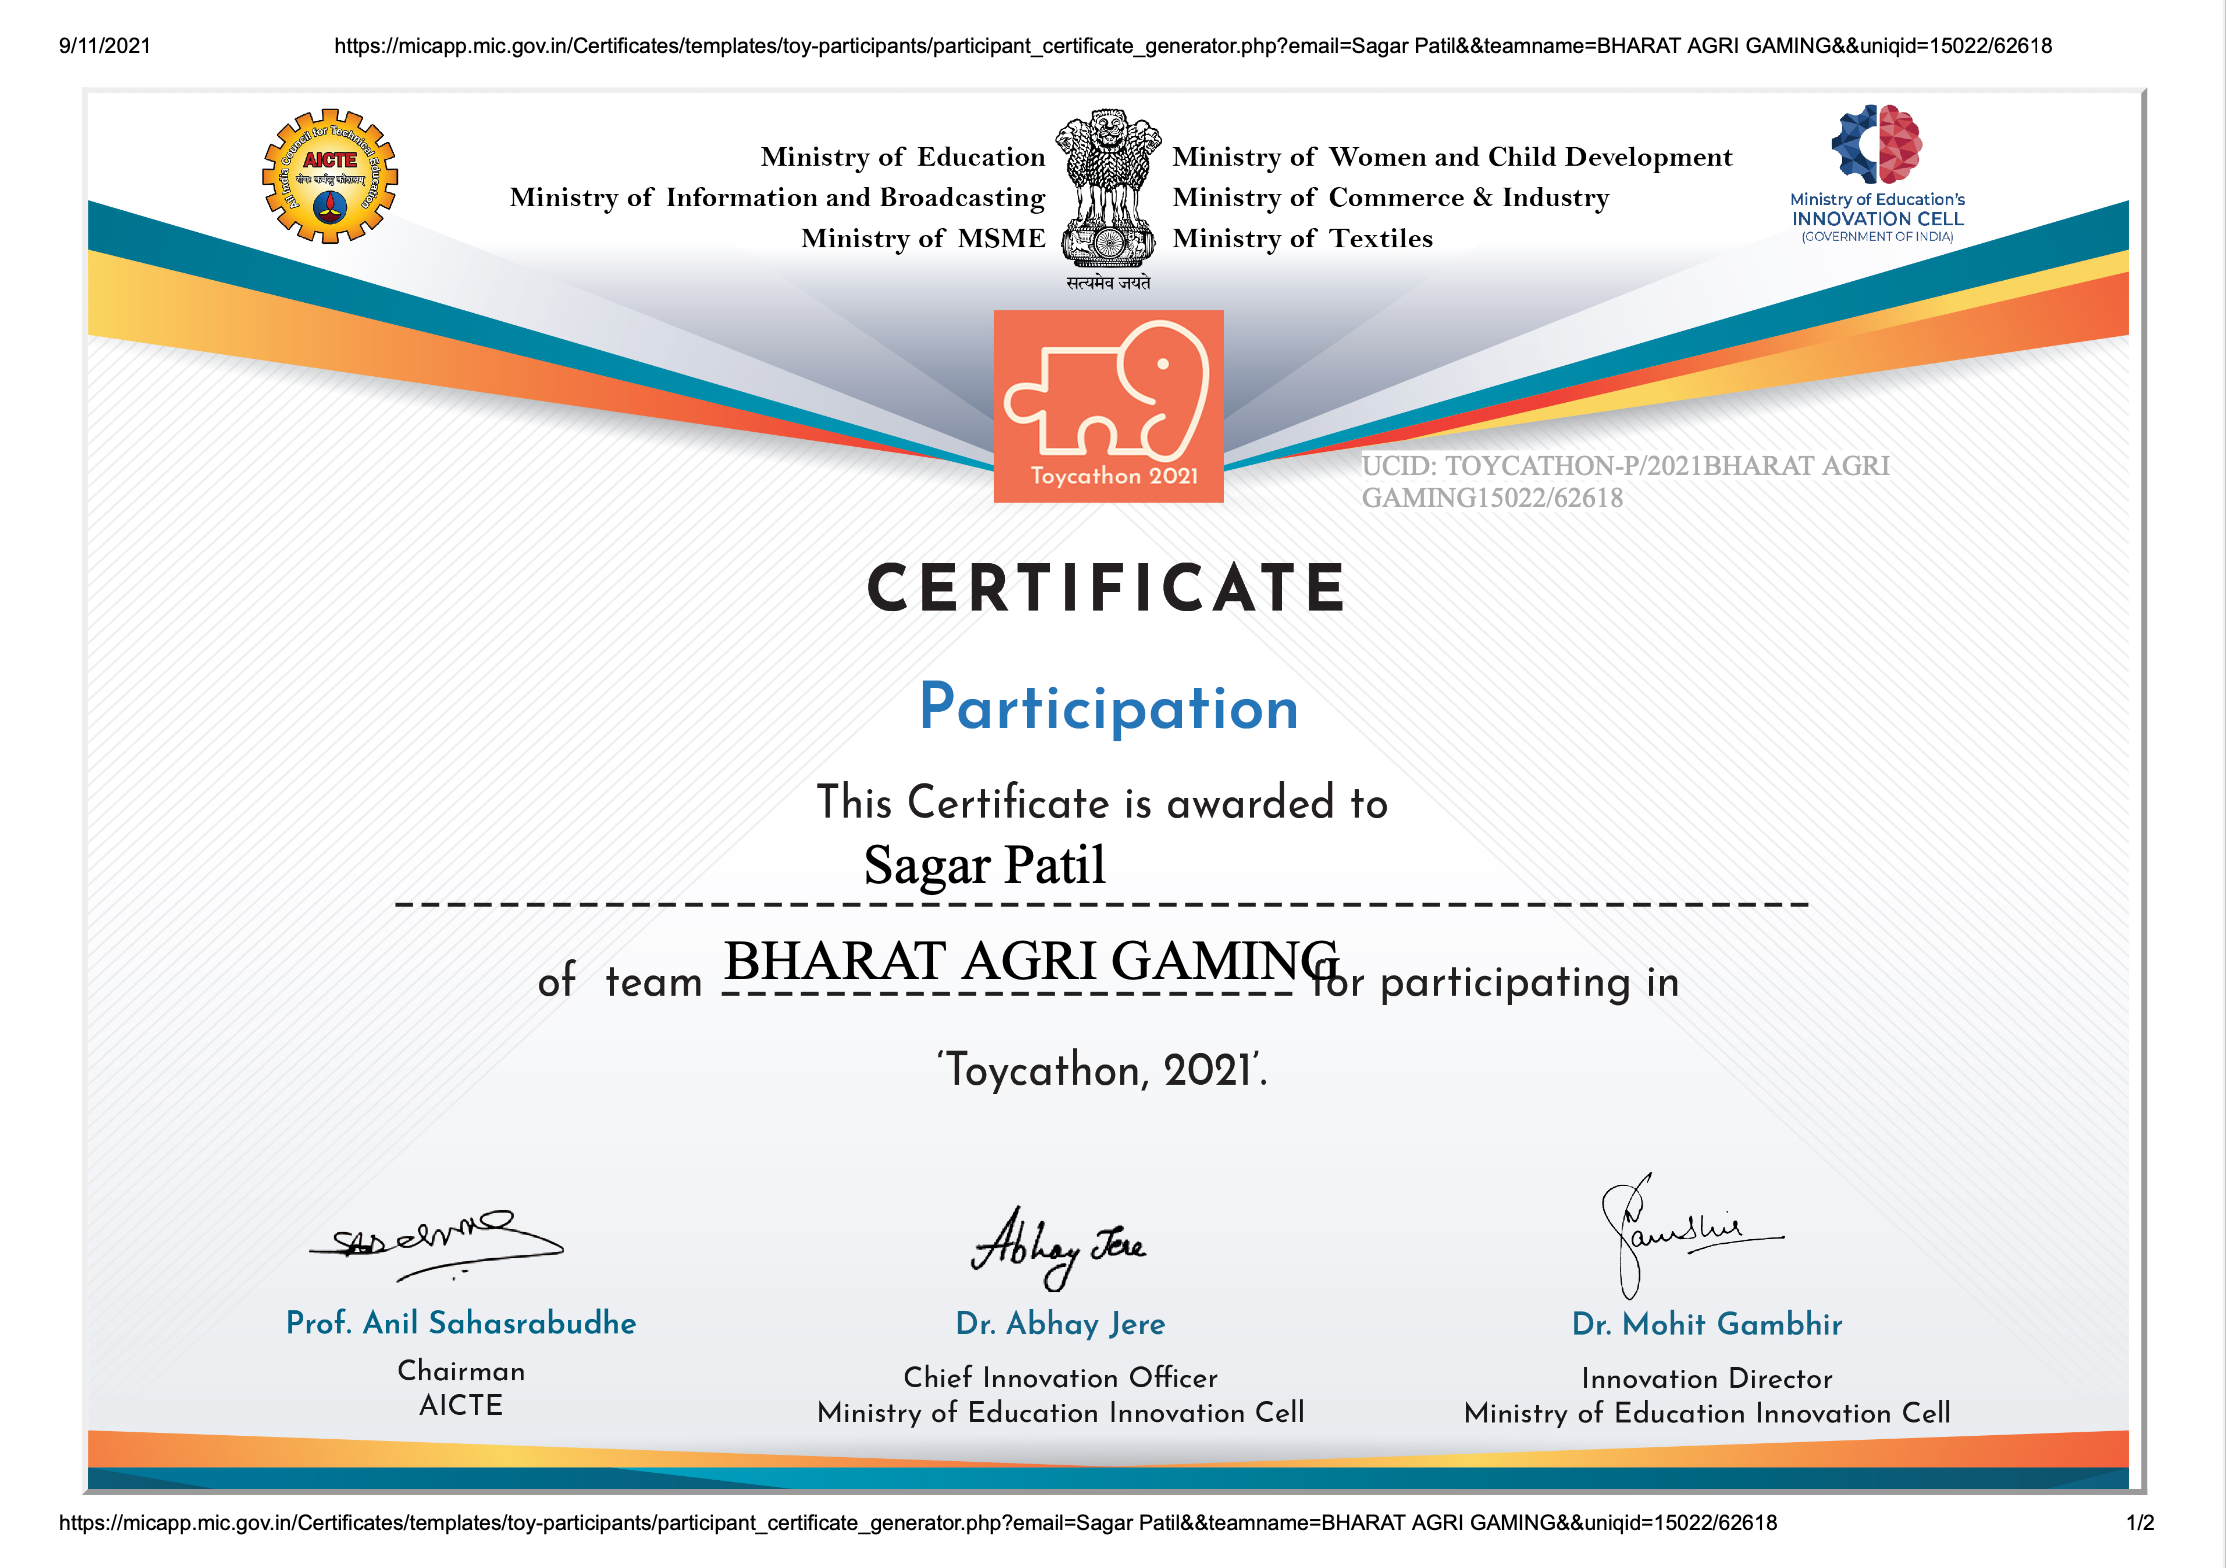 9/11/2021 https://micapp.mic.gov.in/Certificates/templates/toy-participants/participant_certificate_generator.php?email=Sagar Patil&&teamname=BHARAT AGRI GAMING&&uniqid=15022/62618
All India Council for Technical Education
AICTE
योगः कर्मसु कौशलम्
Ministry of Education
Ministry of Information and Broadcasting
Ministry of MSME
सत्यमेव जयते
Ministry of Women and Child Development
Ministry of Commerce & Industry
Ministry of Textiles
Ministry of Education's
INNOVATION CELL
(GOVERNMENT OF INDIA)
Toycathon 2021
UCID: TOYCATHON-P/2021BHARAT AGRI
GAMING15022/62618
CERTIFICATE
Participation
This Certificate is awarded to
Sagar Patil
of team BHARAT AGRI GAMING for participating in
‘Toycathon, 2021’.
Abhay Jere
Prof. Anil Sahasrabudhe
Chairman
AICTE
Dr. Abhay Jere
Chief Innovation Officer
Ministry of Education Innovation Cell
Dr. Mohit Gambhir
Innovation Director
Ministry of Education Innovation Cell
https://micapp.mic.gov.in/Certificates/templates/toy-participants/participant_certificate_generator.php?email=Sagar Patil&&teamname=BHARAT AGRI GAMING&&uniqid=15022/62618 1/2